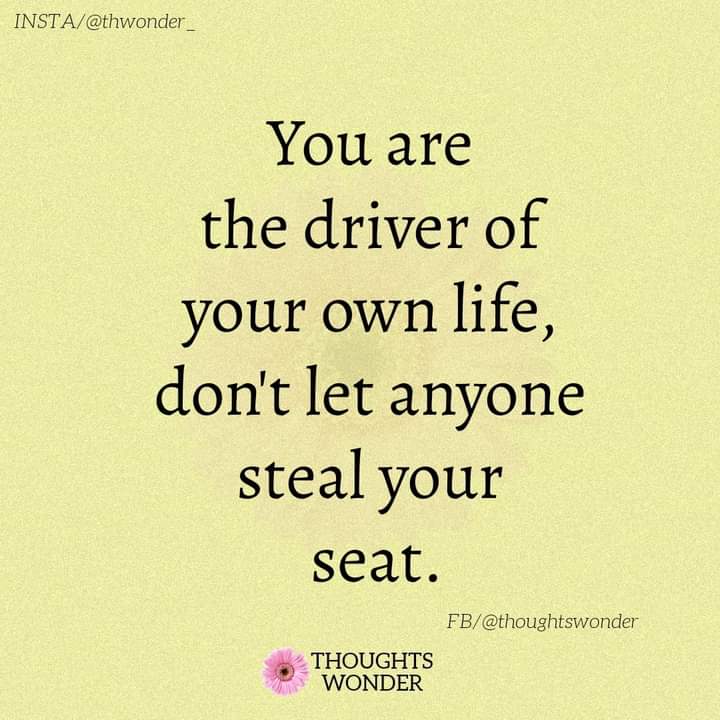 INSTA/@thwonder_
You are
the driver of
your own life,
don't let anyone
steal your
seat.
FB/@thoughtswonder
THOUGHTS
WONDER